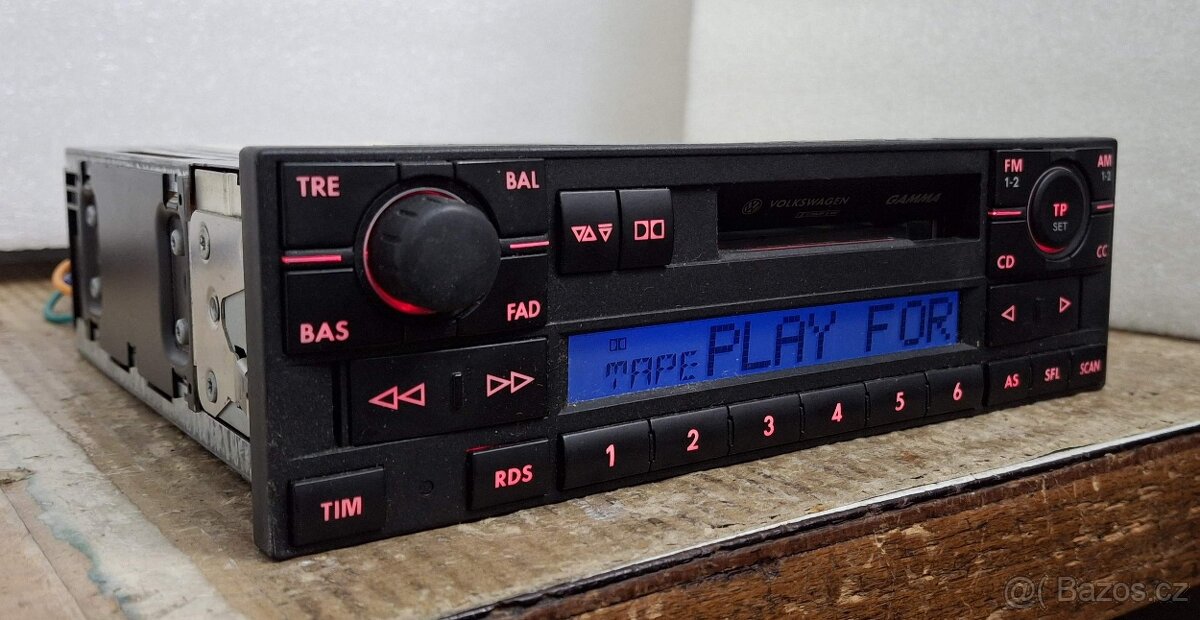 TRE
BAL
BAS
FAD
VOLKSWAGEN
GAMMA
FM
1-2
AM
1-2
TP
SET
CD
CC
TAPE PLAY FOR
1 2 3 4 5 6
AS SFL SCAN
TIM
RDS
@( Bazos.cz